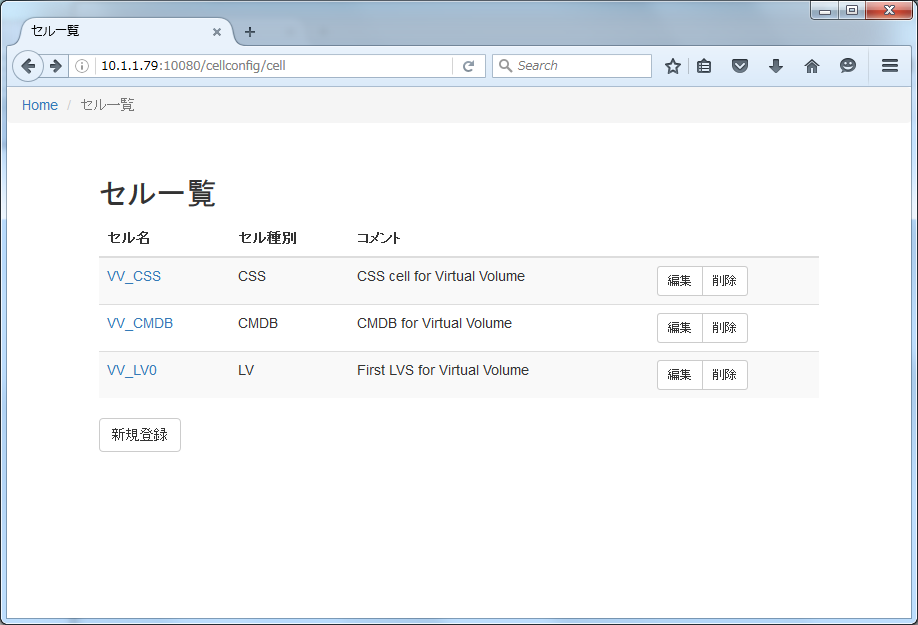 セル一覧
10.1.1.79:10080/cellconfig/cell
Search
Home / セル一覧
セル一覧
セル名 セル種別 コメント
VV_CSS CSS CSS cell for Virtual Volume 編集 削除
VV_CMDB CMDB CMDB for Virtual Volume 編集 削除
VV_LV0 LV First LVS for Virtual Volume 編集 削除
新規登録